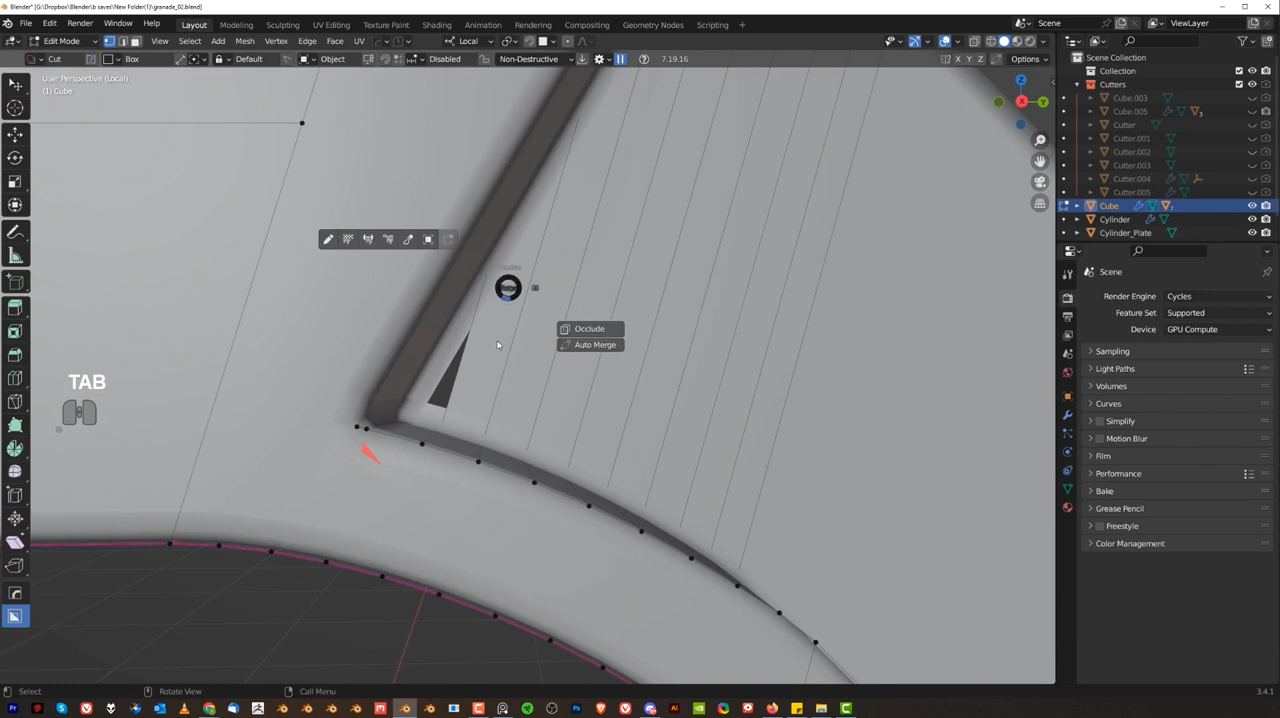 Blender* [G:\Dropbox\Blender\b saves\New Folder(1)\granade_02.blend]
File Edit Render Window Help Layout Modeling Sculpting UV Editing Texture Paint Shading Animation Rendering Compositing Geometry Nodes Scripting + Scene ViewLayer
Edit Mode View Select Add Mesh Vertex Edge Face UV Local
Cut Box Default Object Disabled Non-Destructive 7.19.16 X Y Z Options
User Perspective (Local)
(1) Cube
Z
Y
X
TAB
Occlude
Auto Merge
Scene Collection
Collection
Cutters
Cube.003
Cube.005 3
Cutter
Cutter.001
Cutter.002
Cutter.003
Cutter.004
Cutter.005
Cube 7
Cylinder
Cylinder_Plate
Scene
Render Engine Cycles
Feature Set Supported
Device GPU Compute
Sampling
Light Paths
Volumes
Curves
Simplify
Motion Blur
Film
Performance
Bake
Grease Pencil
Freestyle
Color Management
Select Rotate View Call Menu 3.4.1